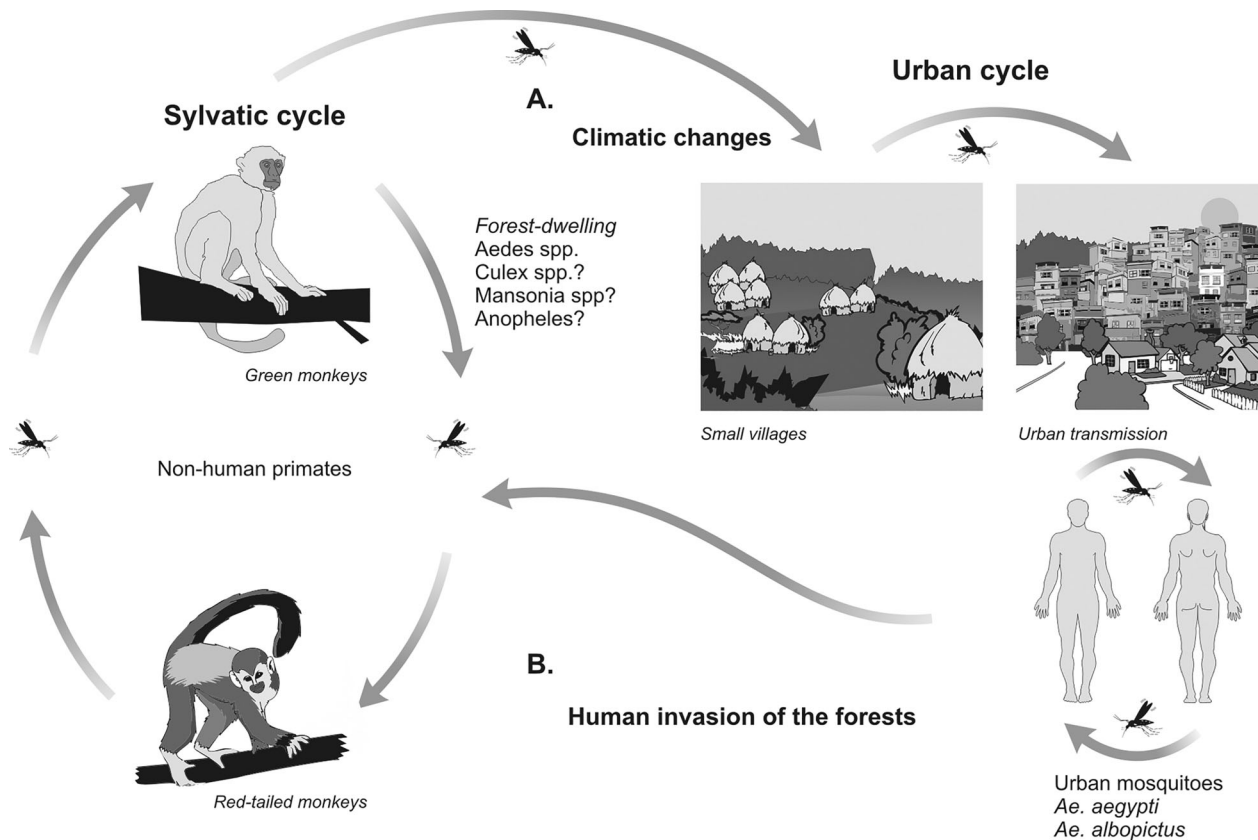 Sylvatic cycle
A.
Climatic changes
Urban cycle
Forest-dwelling
Aedes spp.
Culex spp.?
Mansonia spp?
Anopheles?
Green monkeys
Small villages
Urban transmission
Non-human primates
B.
Human invasion of the forests
Red-tailed monkeys
Urban mosquitoes
Ae. aegypti
Ae. albopictus